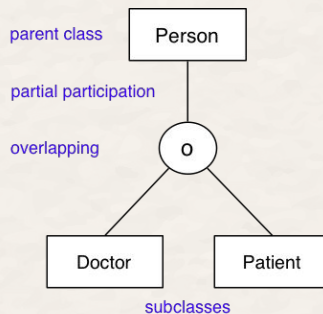 parent class
Person
partial participation
overlapping
o
Doctor
Patient
subclasses